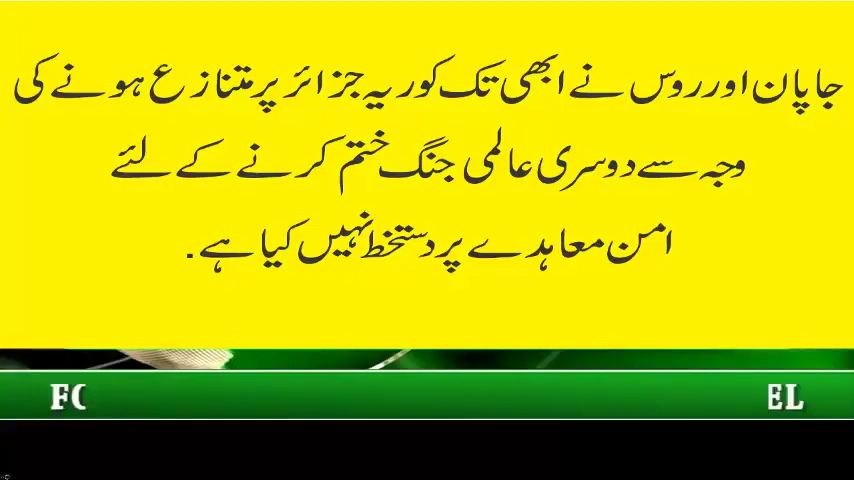 جاپان اور روس نے ابھی تک کوریہ جزائر پر متنازع ہونے کی
وجہ سے دوسری عالمی جنگ ختم کرنے کے لئے
امن معاہدے پر دستخط نہیں کیا ہے.
FO EL